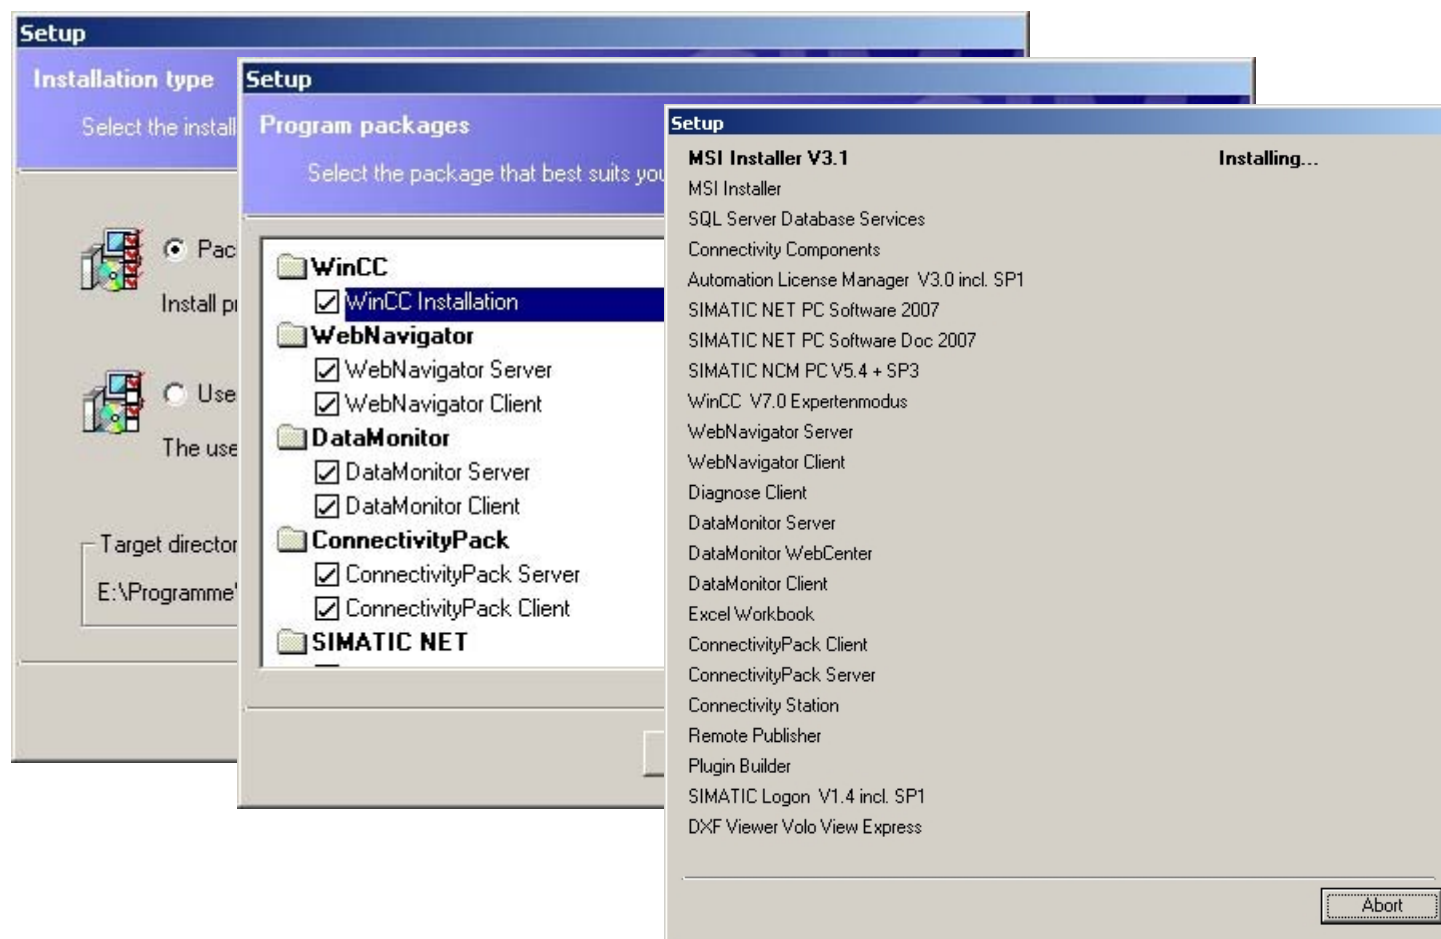 Setup
Installation type
Select the install
Pac
Install p
Use
The use
Target director
E:\Programme
Setup
Program packages
Select the package that best suits you
WinCC
WinCC Installation
WebNavigator
WebNavigator Server
WebNavigator Client
DataMonitor
DataMonitor Server
DataMonitor Client
ConnectivityPack
ConnectivityPack Server
ConnectivityPack Client
SIMATIC NET
Setup
MSI Installer V3.1 Installing...
MSI Installer
SQL Server Database Services
Connectivity Components
Automation License Manager V3.0 incl. SP1
SIMATIC NET PC Software 2007
SIMATIC NET PC Software Doc 2007
SIMATIC NCM PC V5.4 + SP3
WinCC V7.0 Expertenmodus
WebNavigator Server
WebNavigator Client
Diagnose Client
DataMonitor Server
DataMonitor WebCenter
DataMonitor Client
Excel Workbook
ConnectivityPack Client
ConnectivityPack Server
Connectivity Station
Remote Publisher
Plugin Builder
SIMATIC Logon V1.4 incl. SP1
DXF Viewer Volo View Express
Abort